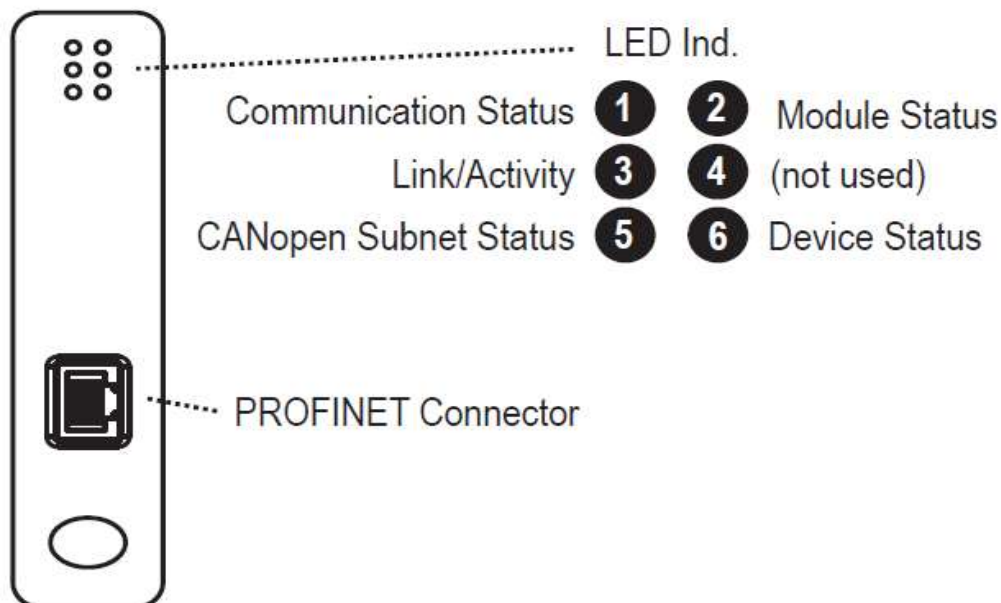 LED Ind.
Communication Status 1 2 Module Status
Link/Activity 3 4 (not used)
CANopen Subnet Status 5 6 Device Status
PROFINET Connector